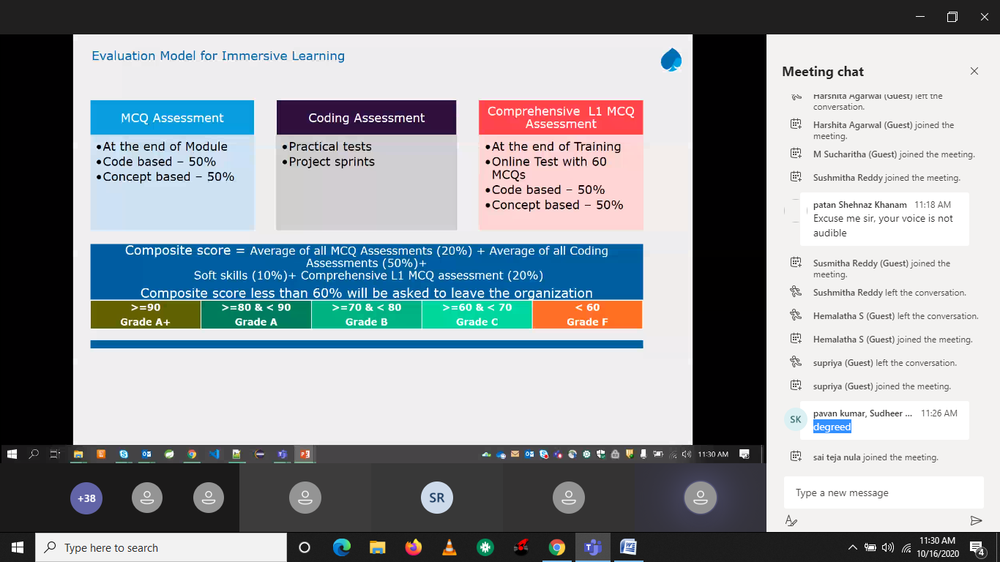 Evaluation Model for Immersive Learning
MCQ Assessment
•At the end of Module
•Code based – 50%
•Concept based – 50%
Coding Assessment
•Practical tests
•Project sprints
Comprehensive L1 MCQ
Assessment
•At the end of Training
•Online Test with 60
MCQs
•Code based – 50%
•Concept based – 50%
Composite score = Average of all MCQ Assessments (20%) + Average of all Coding
Assessments (50%)+
Soft skills (10%)+ Comprehensive L1 MCQ assessment (20%)
Composite score less than 60% will be asked to leave the organization
>=90
Grade A+
>=80 & < 90
Grade A
>=70 & < 80
Grade B
>=60 & < 70
Grade C
< 60
Grade F
11:30 AM
+38
SR
Meeting chat
Harshita Agarwal (Guest) left the
conversation.
Harshita Agarwal (Guest) joined the
meeting.
M Sucharitha (Guest) joined the meeting.
Sushmitha Reddy joined the meeting.
patan Shehnaz Khanam 11:18 AM
Excuse me sir, your voice is not
audible
Susmitha Reddy (Guest) joined the
meeting.
Sushmitha Reddy left the conversation.
Hemalatha S (Guest) left the conversation.
Hemalatha S (Guest) joined the meeting.
supriya (Guest) left the conversation.
supriya (Guest) joined the meeting.
SK
pavan kumar, Sudheer ... 11:26 AM
degreed
sai teja nula joined the meeting.
Type a new message
Type here to search
11:30 AM
10/16/2020
4